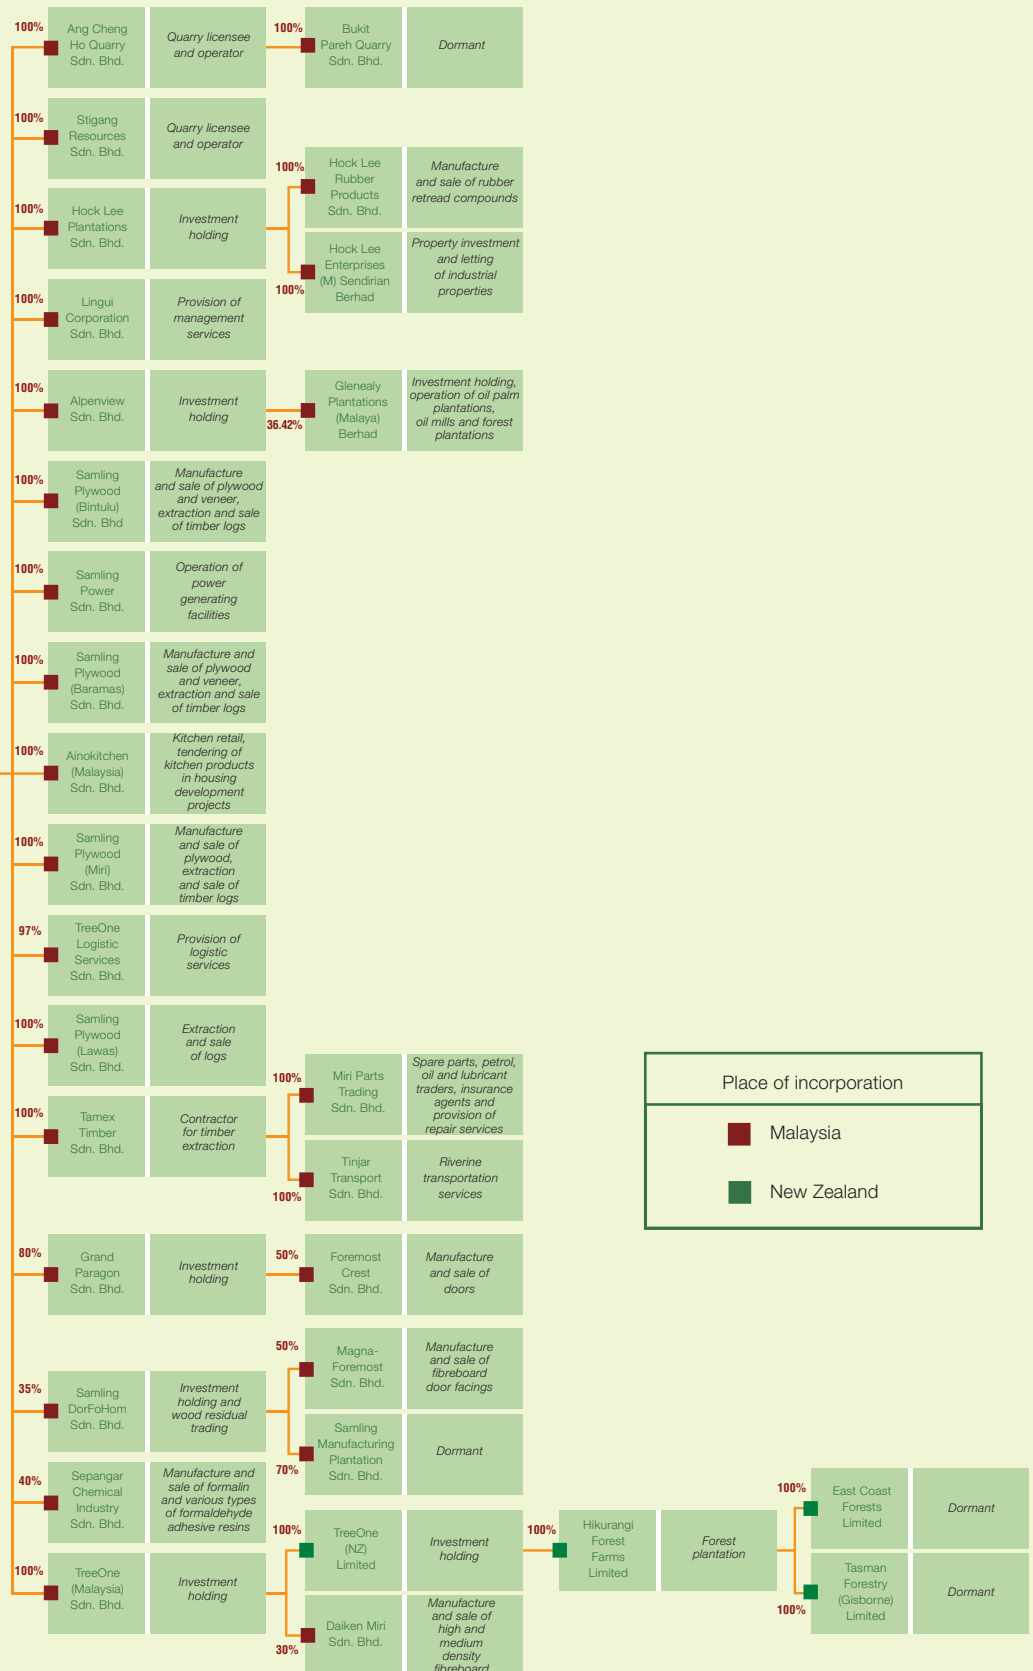 100%
Ang Cheng
Ho Quarry
Sdn. Bhd.
Quarry licensee
and operator
100%
Bukit
Pareh Quarry
Sdn. Bhd.
Dormant
100%
Stigang
Resources
Sdn. Bhd.
Quarry licensee
and operator
100%
Hock Lee
Plantations
Sdn. Bhd.
Investment
holding
100%
Hock Lee
Rubber
Products
Sdn. Bhd.
Manufacture
and sale of rubber
retread compounds
100%
Hock Lee
Enterprises
(M) Sendirian
Berhad
Property investment
and letting
of industrial
properties
100%
Lingui
Corporation
Sdn. Bhd.
Provision of
management
services
100%
Alpenview
Sdn. Bhd.
Investment
holding
36.42%
Glenealy
Plantations
(Malaya)
Berhad
Investment holding,
operation of oil palm
plantations,
oil mills and forest
plantations
100%
Samling
Plywood
(Bintulu)
Sdn. Bhd
Manufacture
and sale of plywood
and veneer,
extraction and sale
of timber logs
100%
Samling
Power
Sdn. Bhd.
Operation of
power
generating
facilities
100%
Samling
Plywood
(Baramas)
Sdn. Bhd.
Manufacture and
sale of plywood
and veneer,
extraction and sale
of timber logs
100%
Ainokitchen
(Malaysia)
Sdn. Bhd.
Kitchen retail,
tendering of
kitchen products
in housing
development
projects
100%
Samling
Plywood
(Miri)
Sdn. Bhd.
Manufacture
and sale of
plywood,
extraction
and sale of
timber logs
97%
TreeOne
Logistic
Services
Sdn. Bhd.
Provision of
logistic
services
100%
Samling
Plywood
(Lawas)
Sdn. Bhd.
Extraction
and sale
of logs
100%
Tamex
Timber
Sdn. Bhd.
Contractor
for timber
extraction
100%
Miri Parts
Trading
Sdn. Bhd.
Spare parts, petrol,
oil and lubricant
traders, insurance
agents and
provision of
repair services
100%
Tinjar
Transport
Sdn. Bhd.
Riverine
transportation
services
Place of incorporation
Malaysia
New Zealand
80%
Grand
Paragon
Sdn. Bhd.
Investment
holding
50%
Foremost
Crest
Sdn. Bhd.
Manufacture
and sale of
doors
35%
Samling
DorFoHom
Sdn. Bhd.
Investment
holding and
wood residual
trading
50%
Magna-
Foremost
Sdn. Bhd.
Manufacture
and sale of
fibreboard
door facings
70%
Samling
Manufacturing
Plantation
Sdn. Bhd.
Dormant
40%
Sepangar
Chemical
Industry
Sdn. Bhd.
Manufacture and
sale of formalin
and various types
of formaldehyde
adhesive resins
100%
TreeOne
(Malaysia)
Sdn. Bhd.
Investment
holding
100%
TreeOne
(NZ)
Limited
Investment
holding
100%
Hikurangi
Forest
Farms
Limited
Forest
plantation
100%
East Coast
Forests
Limited
Dormant
100%
Tasman
Forestry
(Gisborne)
Limited
Dormant
30%
Daiken Miri
Sdn. Bhd.
Manufacture
and sale of
high and
medium
density
fibreboard